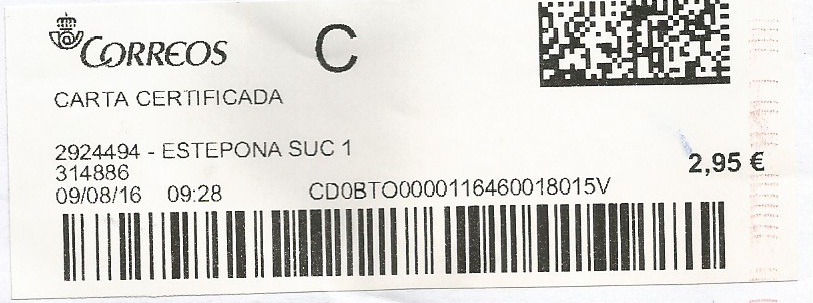 CORREOS
C
CARTA CERTIFICADA
2924494 - ESTEPONA SUC 1
314886
2,95 €
09/08/16 09:28 CD0BTO0000116460018015V